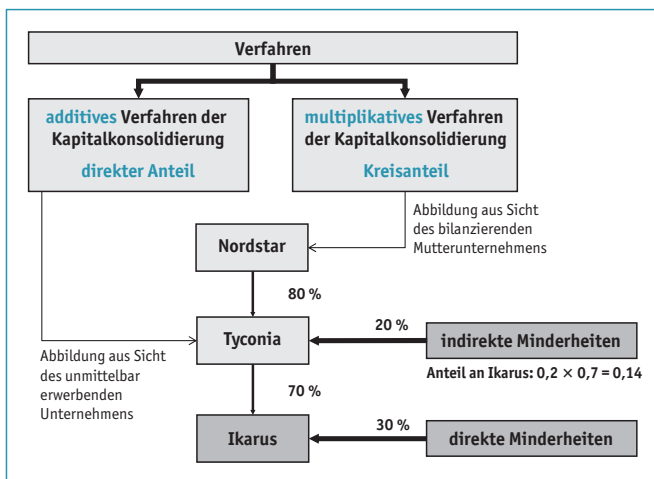 Verfahren
additives Verfahren der
Kapitalkonsolidierung
direkter Anteil
multiplikatives Verfahren
der Kapitalkonsolidierung
Kreisanteil
Abbildung aus Sicht
des bilanzierenden
Mutterunternehmens
Nordstar
80 %
Tyconia
20 %
indirekte Minderheiten
Anteil an Ikarus: 0,2 × 0,7 = 0,14
Abbildung aus Sicht
des unmittelbar
erwerbenden
Unternehmens
70 %
Ikarus
30 %
direkte Minderheiten